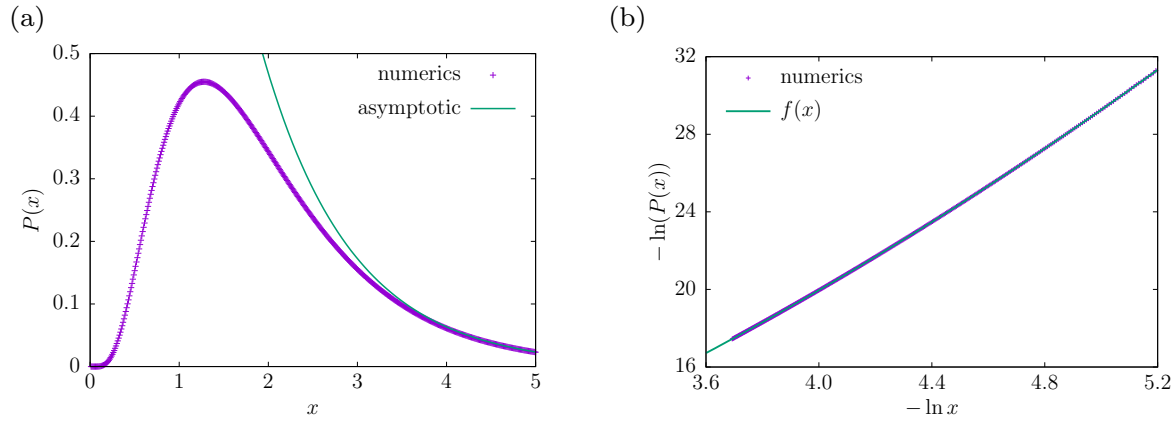 (a)
0.5
0.4
0.3
0.2
0.1
0
P(x)
numerics
asymptotic
0 1 2 3 4 5
x
(b)
32
28
24
20
16
− ln(P(x))
numerics
f(x)
3.6 4.0 4.4 4.8 5.2
− ln x